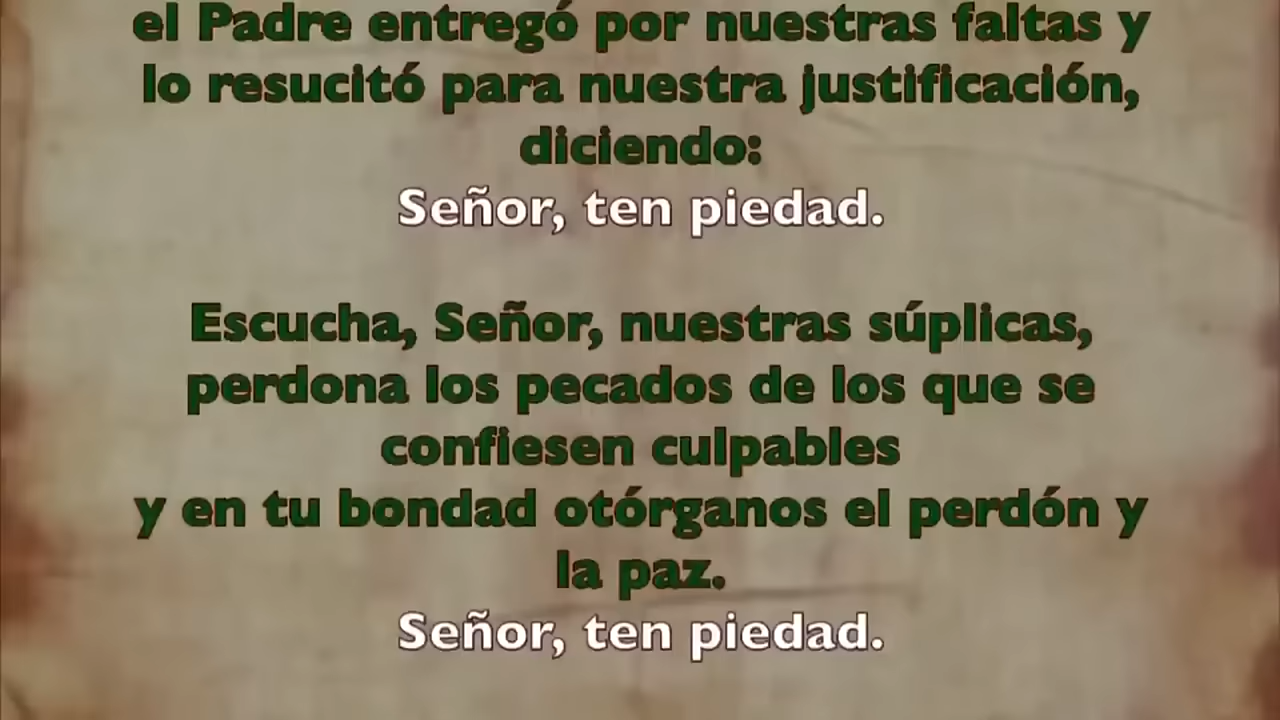 el Padre entregó por nuestras faltas y
lo resucitó para nuestra justificación,
diciendo:
Señor, ten piedad.
Escucha, Señor, nuestras súplicas,
perdona los pecados de los que se
confiesen culpables
y en tu bondad otórganos el perdón y
la paz.
Señor, ten piedad.